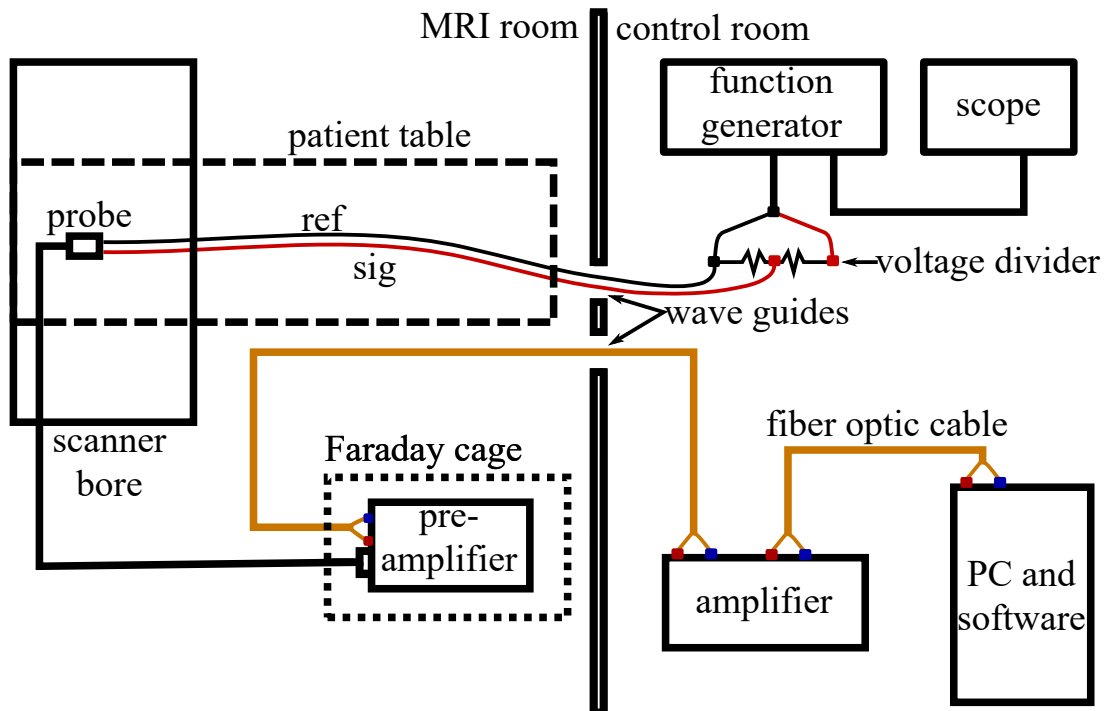 MRI room
control room
function
generator
scope
patient table
probe
ref
sig
voltage divider
wave guides
scanner
bore
Faraday cage
pre-
amplifier
fiber optic cable
amplifier
PC and
software